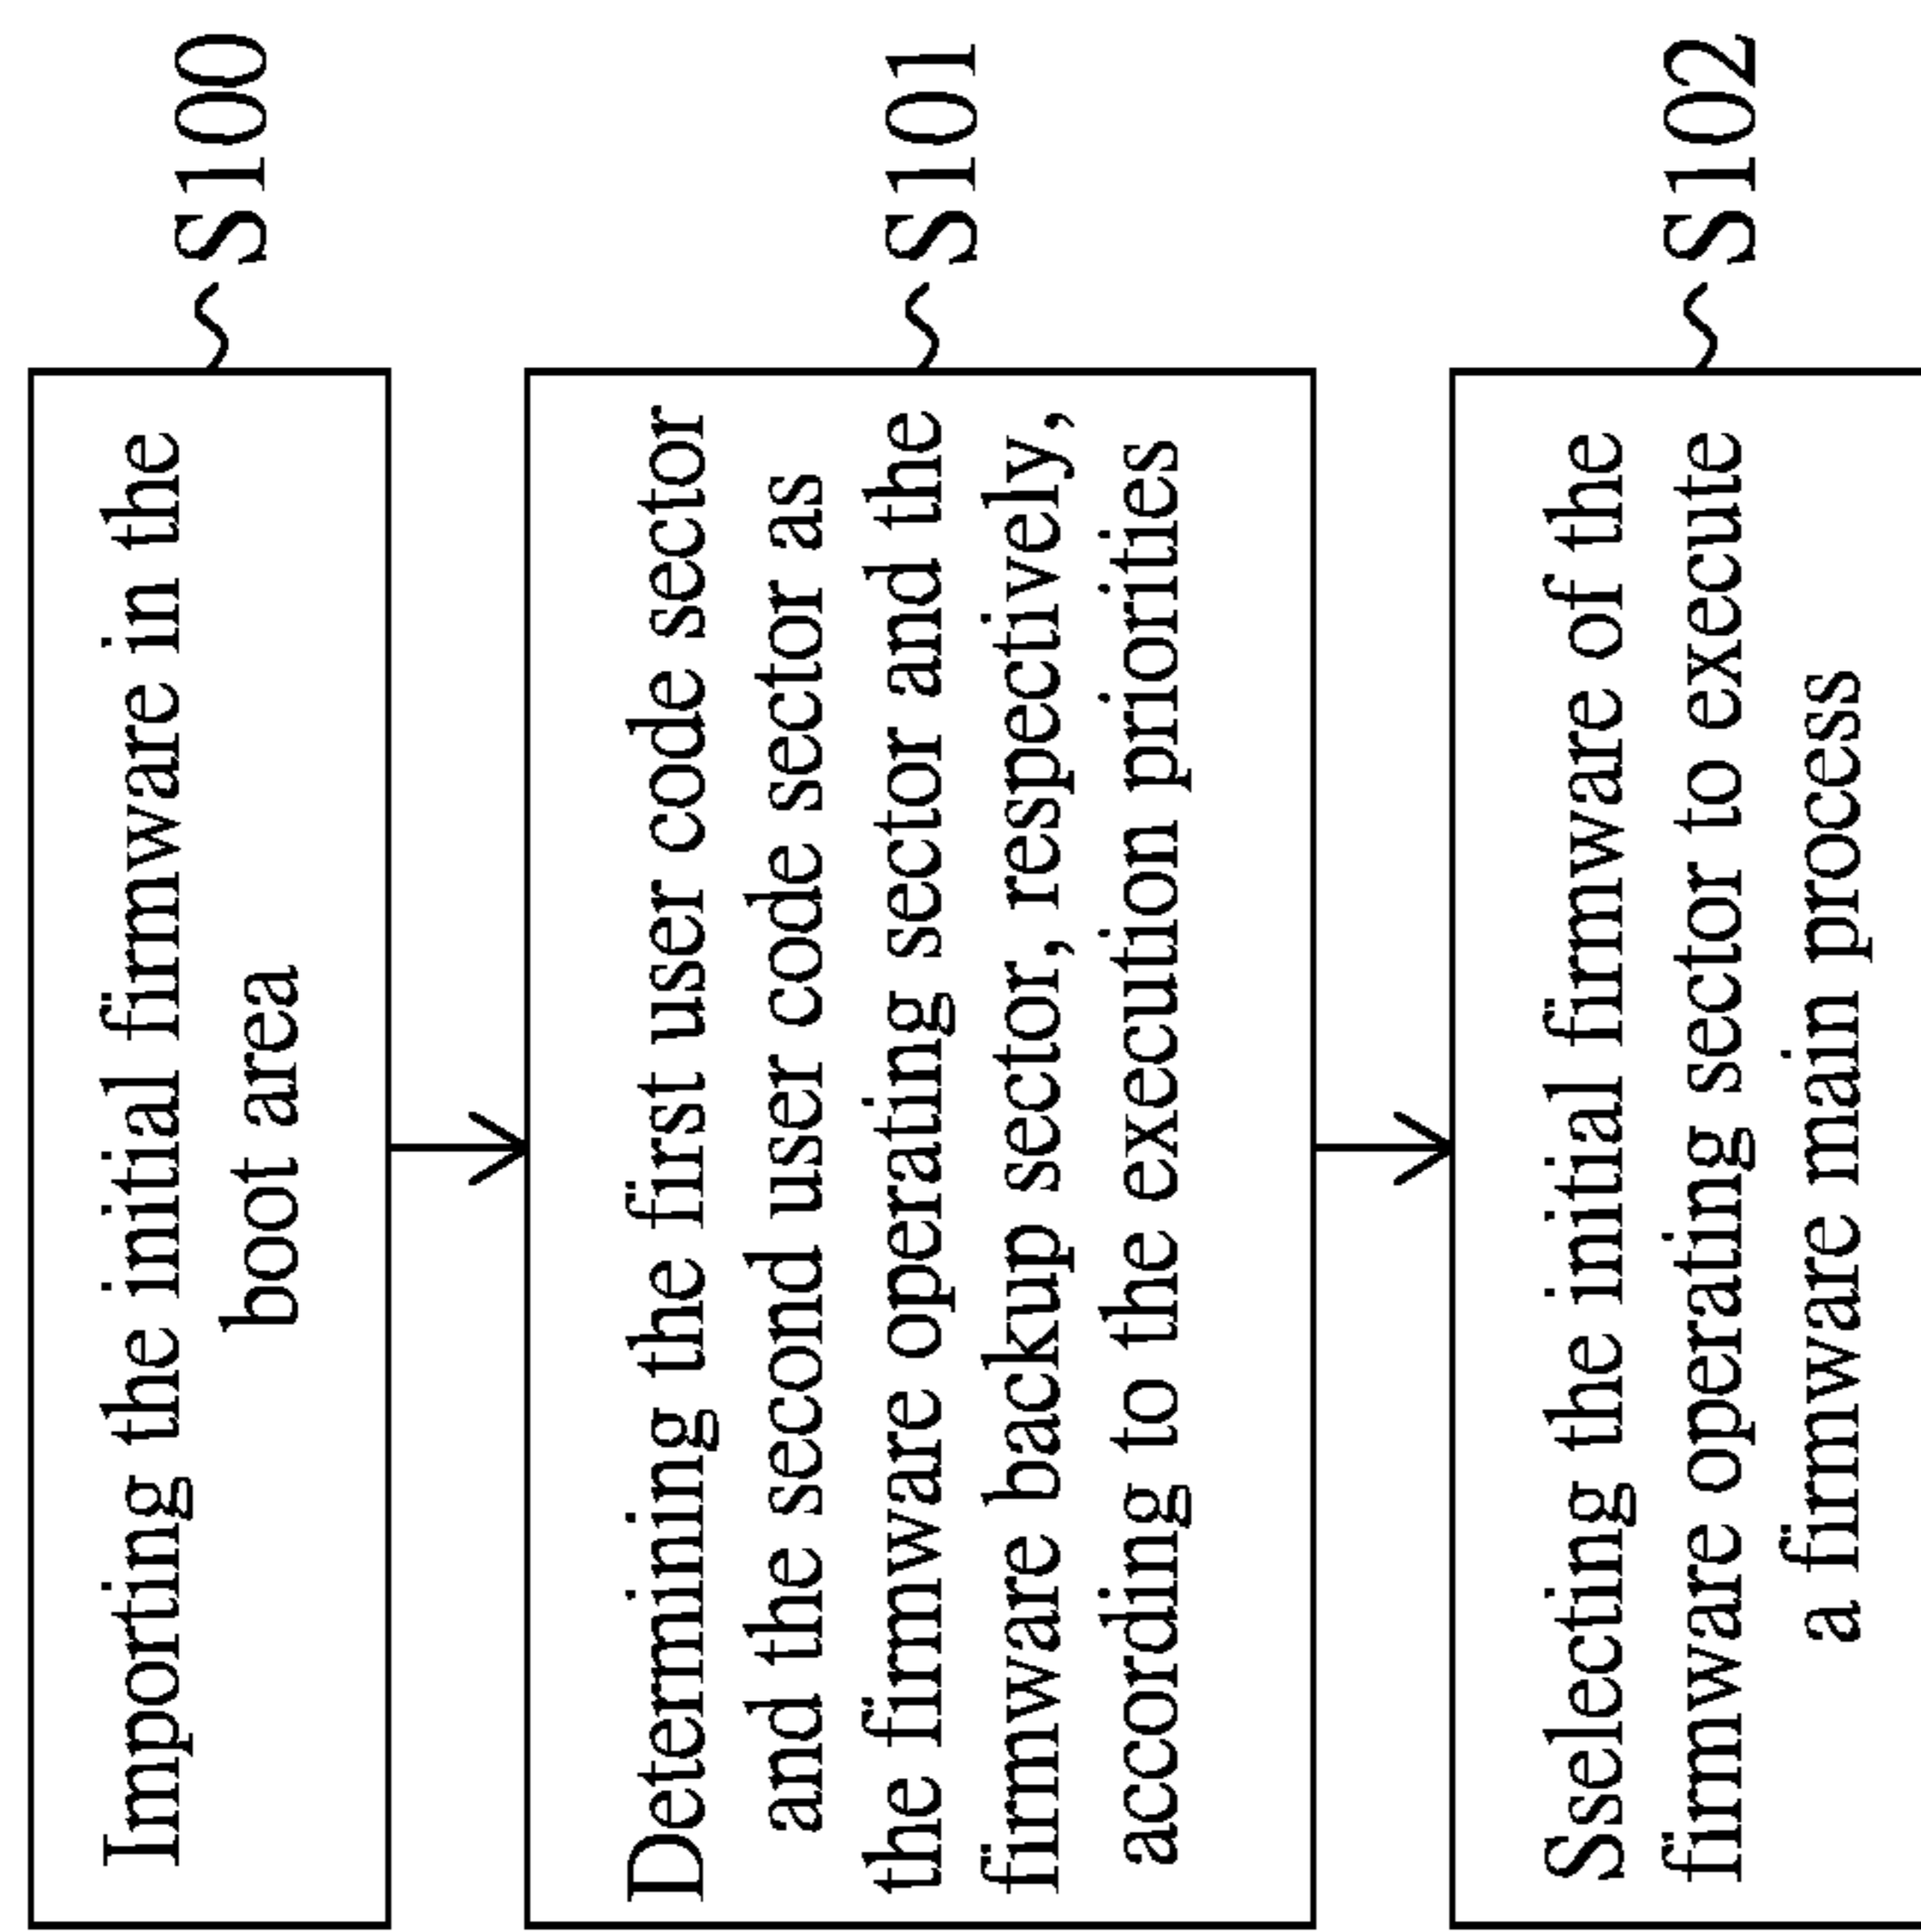 Importing the initial firmware in the
boot area
S100
Determining the first user code sector
and the second user code sector as
the firmware operating sector and the
firmware backup sector, respectively,
according to the execution priorities
S101
Sselecting the initial firmware of the
firmware operating sector to execute
a firmware main process
S102